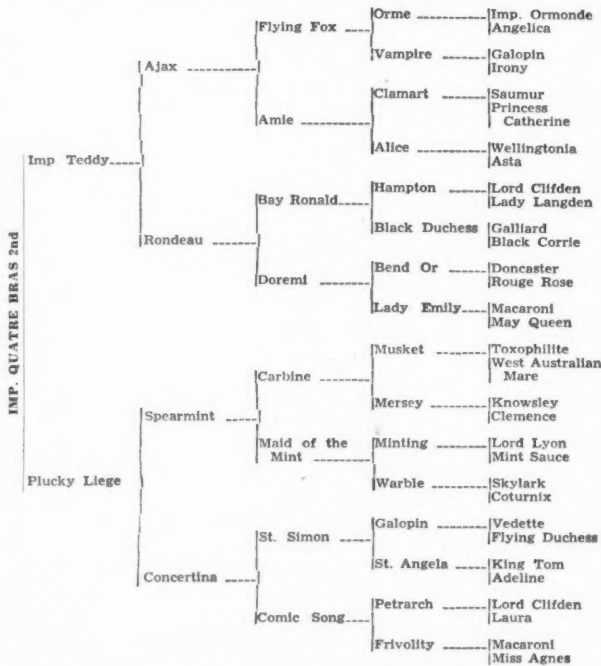 IMP. QUATRE BRAS 2nd
Imp Teddy
Ajax
Flying Fox
Orme
Imp. Ormonde
Angelica
Vampire
Galopin
Irony
Amie
Clamart
Saumur
Princess
Catherine
Alice
Wellingtonia
Asta
Rondeau
Bay Ronald
Hampton
Lord Clifden
Lady Langden
Black Duchess
Galliard
Black Corrie
Doremi
Bend Or
Doncaster
Rouge Rose
Lady Emily
Macaroni
May Queen
Plucky Liege
Spearmint
Carbine
Musket
Toxophilite
West Australian
Mare
Mersey
Knowsley
Clemence
Maid of the
Mint
Minting
Lord Lyon
Mint Sauce
Warble
Skylark
Coturnix
Concertina
St. Simon
Galopin
Vedette
Flying Duchess
St. Angela
King Tom
Adeline
Comic Song
Petrarch
Lord Clifden
Laura
Frivolity
Macaroni
Miss Agnes